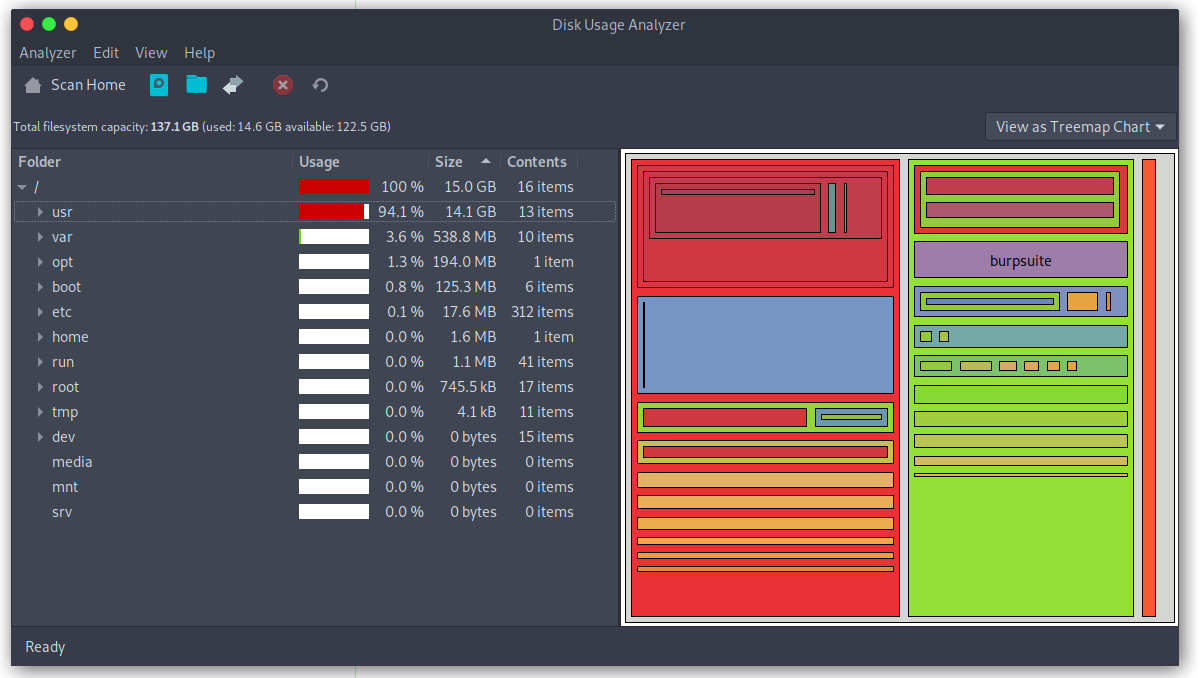 Disk Usage Analyzer
Analyzer Edit View Help
Scan Home
Total filesystem capacity: 137.1 GB (used: 14.6 GB available: 122.5 GB)
View as Treemap Chart
Folder Usage Size Contents
/ 100 % 15.0 GB 16 items
usr 94.1 % 14.1 GB 13 items
var 3.6 % 538.8 MB 10 items
opt 1.3 % 194.0 MB 1 item
boot 0.8 % 125.3 MB 6 items
etc 0.1 % 17.6 MB 312 items
home 0.0 % 1.6 MB 1 item
run 0.0 % 1.1 MB 41 items
root 0.0 % 745.5 kB 17 items
tmp 0.0 % 4.1 kB 11 items
dev 0.0 % 0 bytes 15 items
media 0.0 % 0 bytes 0 items
mnt 0.0 % 0 bytes 0 items
srv 0.0 % 0 bytes 0 items
burpsuite
Ready